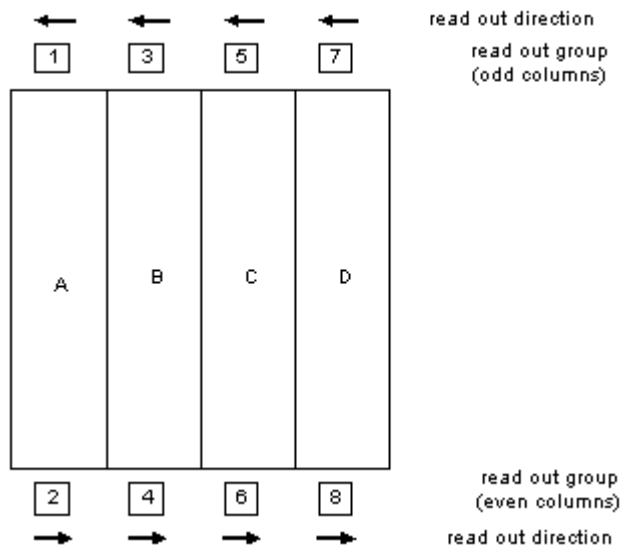 read out direction
1 3 5 7 read out group
(odd columns)
A B C D
2 4 6 8 read out group
(even columns)
read out direction